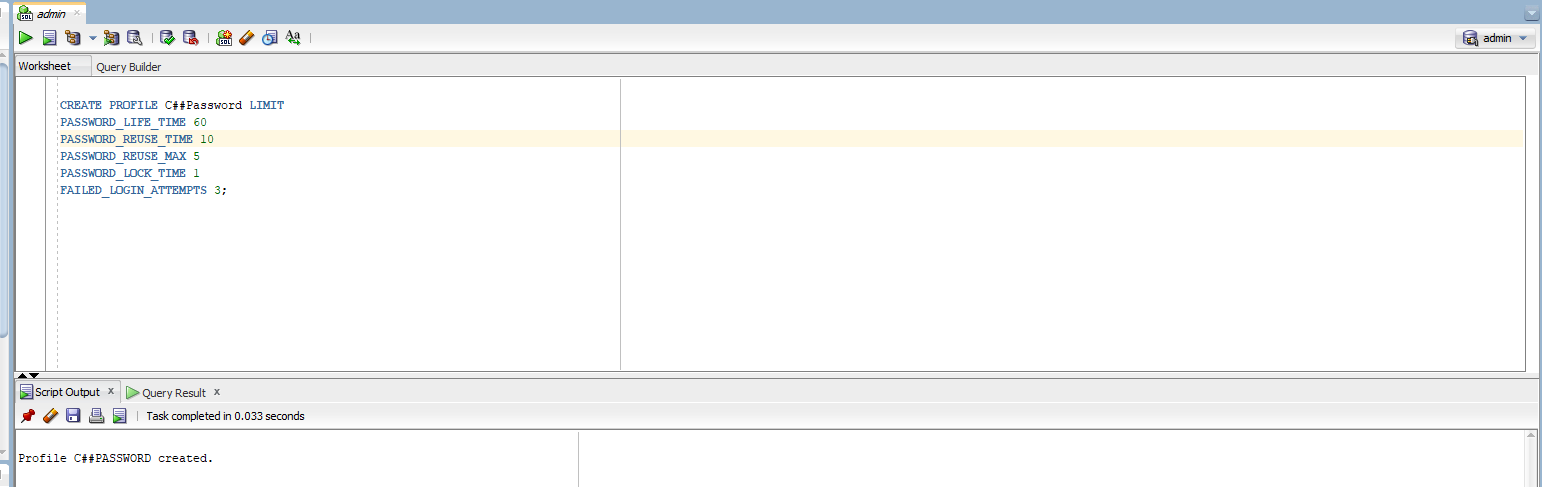 admin
admin
Worksheet Query Builder
CREATE PROFILE C##Password LIMIT
PASSWORD_LIFE_TIME 60
PASSWORD_REUSE_TIME 10
PASSWORD_REUSE_MAX 5
PASSWORD_LOCK_TIME 1
FAILED_LOGIN_ATTEMPTS 3;
Script Output x Query Result x
Task completed in 0.033 seconds
Profile C##PASSWORD created.